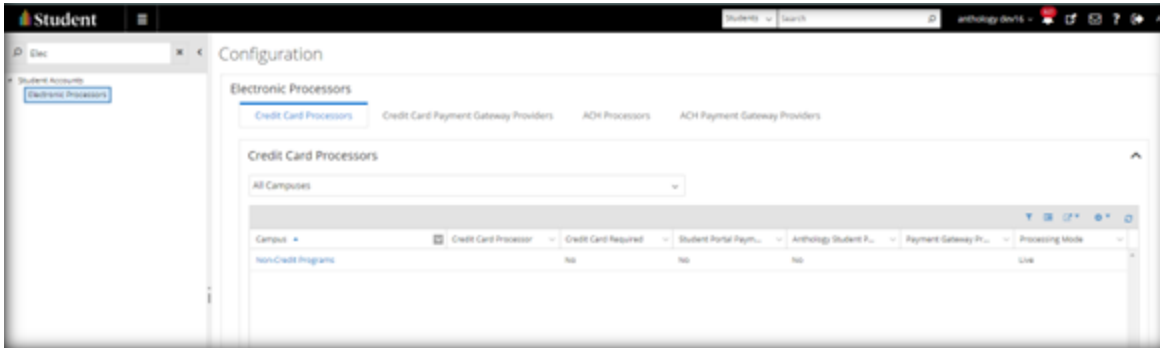 Student
Students Search anthology dev16 ?
Elec
Student Accounts
Electronic Processors
Configuration
Electronic Processors
Credit Card Processors Credit Card Payment Gateway Providers ACH Processors ACH Payment Gateway Providers
Credit Card Processors
All Campuses
Campus Credit Card Processor Credit Card Required Student Portal Paym... Anthology Student P... Payment Gateway Pr... Processing Mode
Non-Credit Programs No No No Live